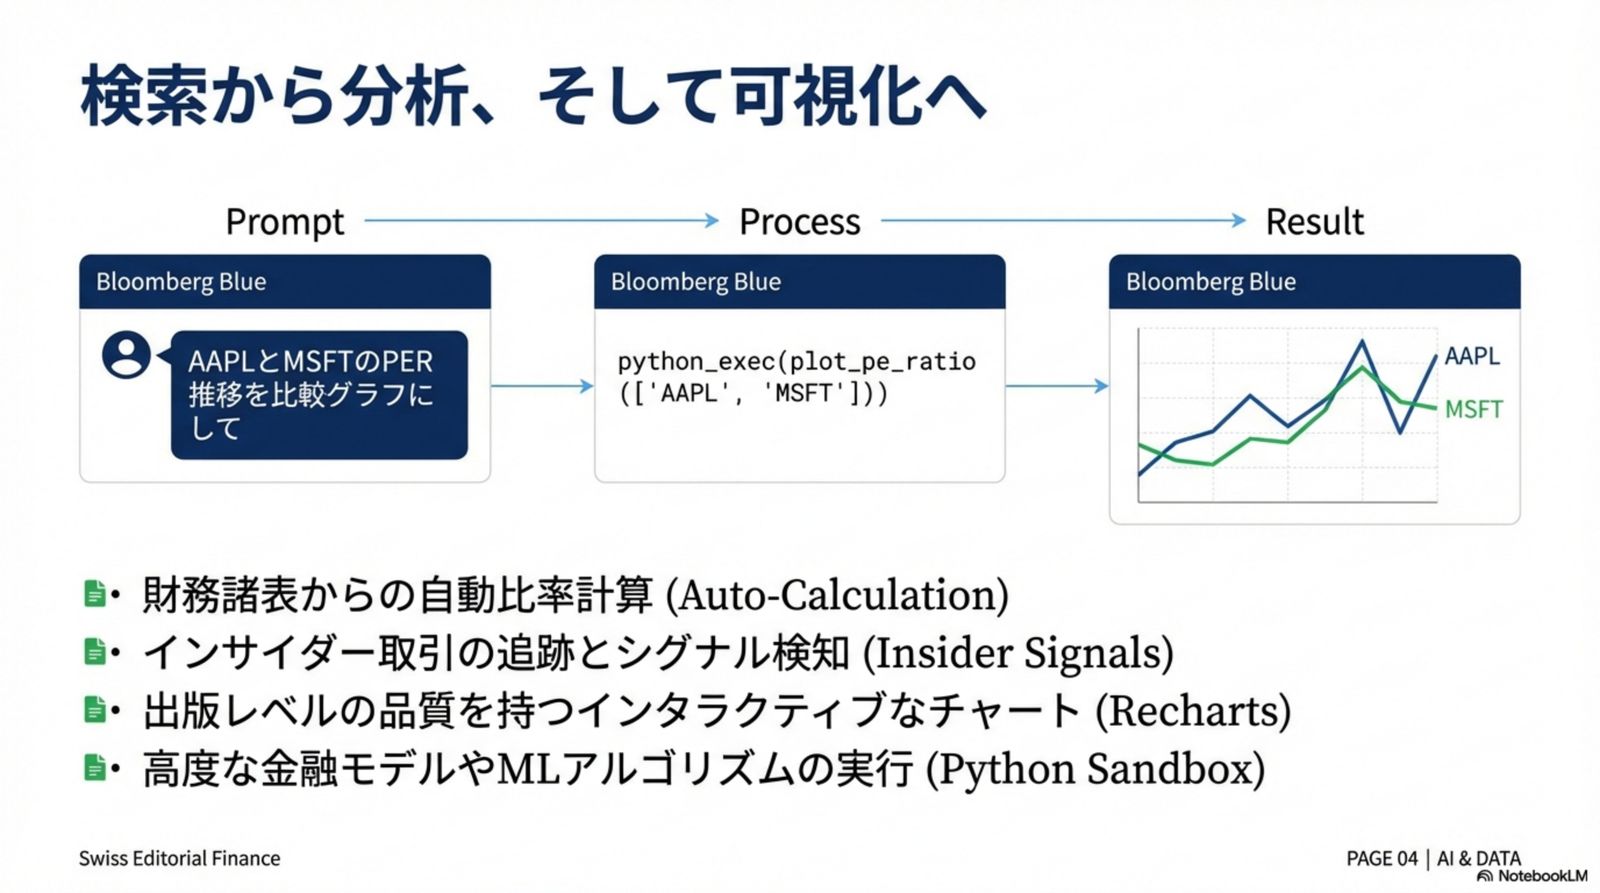 検索から分析、そして可視化へ
Prompt
Process
Result
Bloomberg Blue
AAPLとMSFTのPER
推移を比較グラフに
して
Bloomberg Blue
python_exec(plot_pe_ratio
(['AAPL', 'MSFT']))
Bloomberg Blue
AAPL
MSFT
• 財務諸表からの自動比率計算 (Auto-Calculation)
• インサイダー取引の追跡とシグナル検知 (Insider Signals)
• 出版レベルの品質を持つインタラクティブなチャート (Recharts)
• 高度な金融モデルやMLアルゴリズムの実行 (Python Sandbox)
Swiss Editorial Finance
PAGE 04 | AI & DATA
NotebookLM